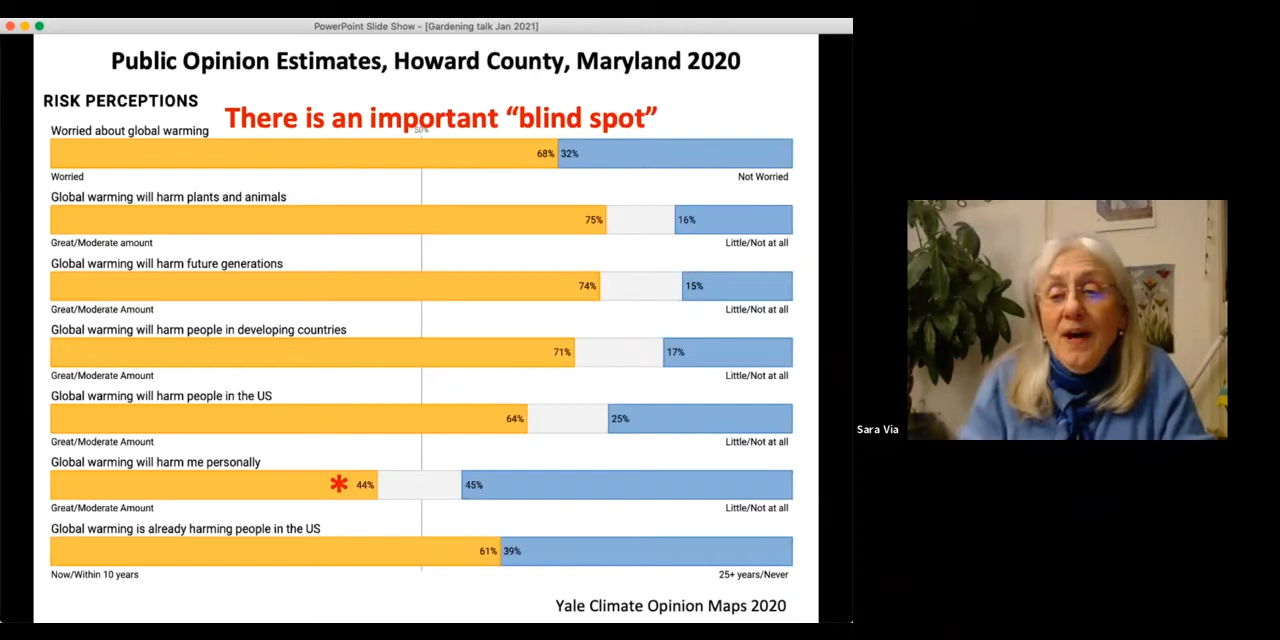 PowerPoint Slide Show - [Gardening talk Jan 2021]
Public Opinion Estimates, Howard County, Maryland 2020
RISK PERCEPTIONS
There is an important “blind spot”
Worried about global warming
50%
68% 32%
Worried Not Worried
Global warming will harm plants and animals
75% 16%
Great/Moderate amount Little/Not at all
Global warming will harm future generations
74% 15%
Great/Moderate Amount Little/Not at all
Global warming will harm people in developing countries
71% 17%
Great/Moderate Amount Little/Not at all
Global warming will harm people in the US
64% 25%
Great/Moderate Amount Little/Not at all
Global warming will harm me personally
* 44% 45%
Great/Moderate Amount Little/Not at all
Global warming is already harming people in the US
61% 39%
Now/Within 10 years 25+ years/Never
Yale Climate Opinion Maps 2020
Sara Via